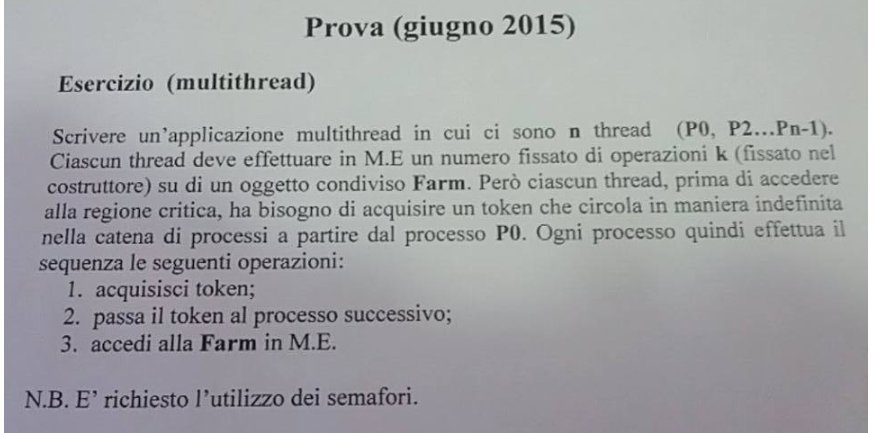 Prova (giugno 2015)
Esercizio (multithread)
Scrivere un'applicazione multithread in cui ci sono n thread (P0, P2...Pn-1).
Ciascun thread deve effettuare in M.E un numero fissato di operazioni k (fissato nel
costruttore) su di un oggetto condiviso Farm. Però ciascun thread, prima di accedere
alla regione critica, ha bisogno di acquisire un token che circola in maniera indefinita
nella catena di processi a partire dal processo P0. Ogni processo quindi effettua il
sequenza le seguenti operazioni:
1. acquisisci token;
2. passa il token al processo successivo;
3. accedi alla Farm in M.E.
N.B. E' richiesto l'utilizzo dei semafori.